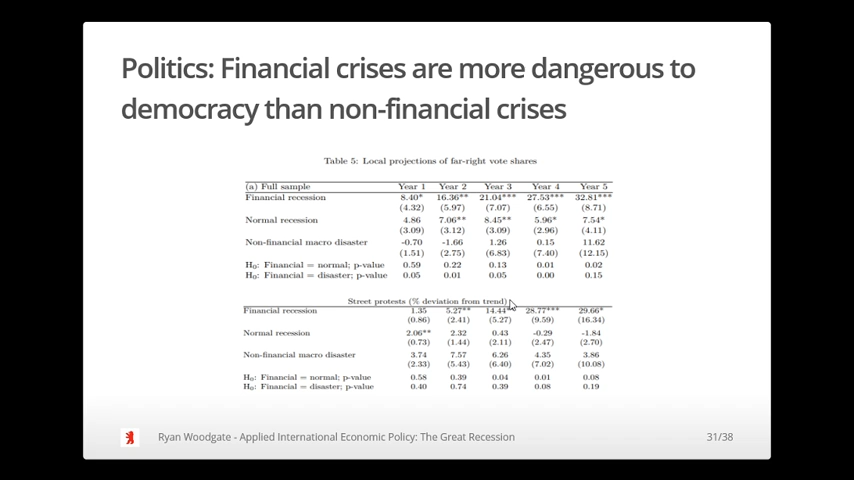 Politics: Financial crises are more dangerous to
democracy than non-financial crises
Table 5: Local projections of far-right vote shares
(a) Full sample Year 1 Year 2 Year 3 Year 4 Year 5
Financial recession 8.40* 16.36** 21.04*** 27.53*** 32.81***
(4.32) (5.97) (7.07) (6.55) (8.71)
Normal recession 4.86 7.06** 8.45** 5.96* 7.54*
(3.09) (3.12) (3.09) (2.96) (4.11)
Non-financial macro disaster -0.70 -1.66 1.26 0.15 11.62
(1.51) (2.75) (6.83) (7.40) (12.15)
H₀: Financial = normal; p-value 0.59 0.22 0.13 0.01 0.02
H₀: Financial = disaster; p-value 0.05 0.01 0.05 0.00 0.15
Street protests (% deviation from trend)
Financial recession 1.35 5.27** 14.44** 28.77*** 29.66*
(0.86) (2.41) (5.27) (9.59) (16.34)
Normal recession 2.06** 2.32 0.43 -0.29 -1.84
(0.73) (1.44) (2.11) (2.47) (2.70)
Non-financial macro disaster 3.74 7.57 6.26 4.35 3.86
(2.33) (5.43) (6.40) (7.02) (10.08)
H₀: Financial = normal; p-value 0.58 0.39 0.04 0.01 0.08
H₀: Financial = disaster; p-value 0.40 0.74 0.39 0.08 0.19
Ryan Woodgate - Applied International Economic Policy: The Great Recession 31/38